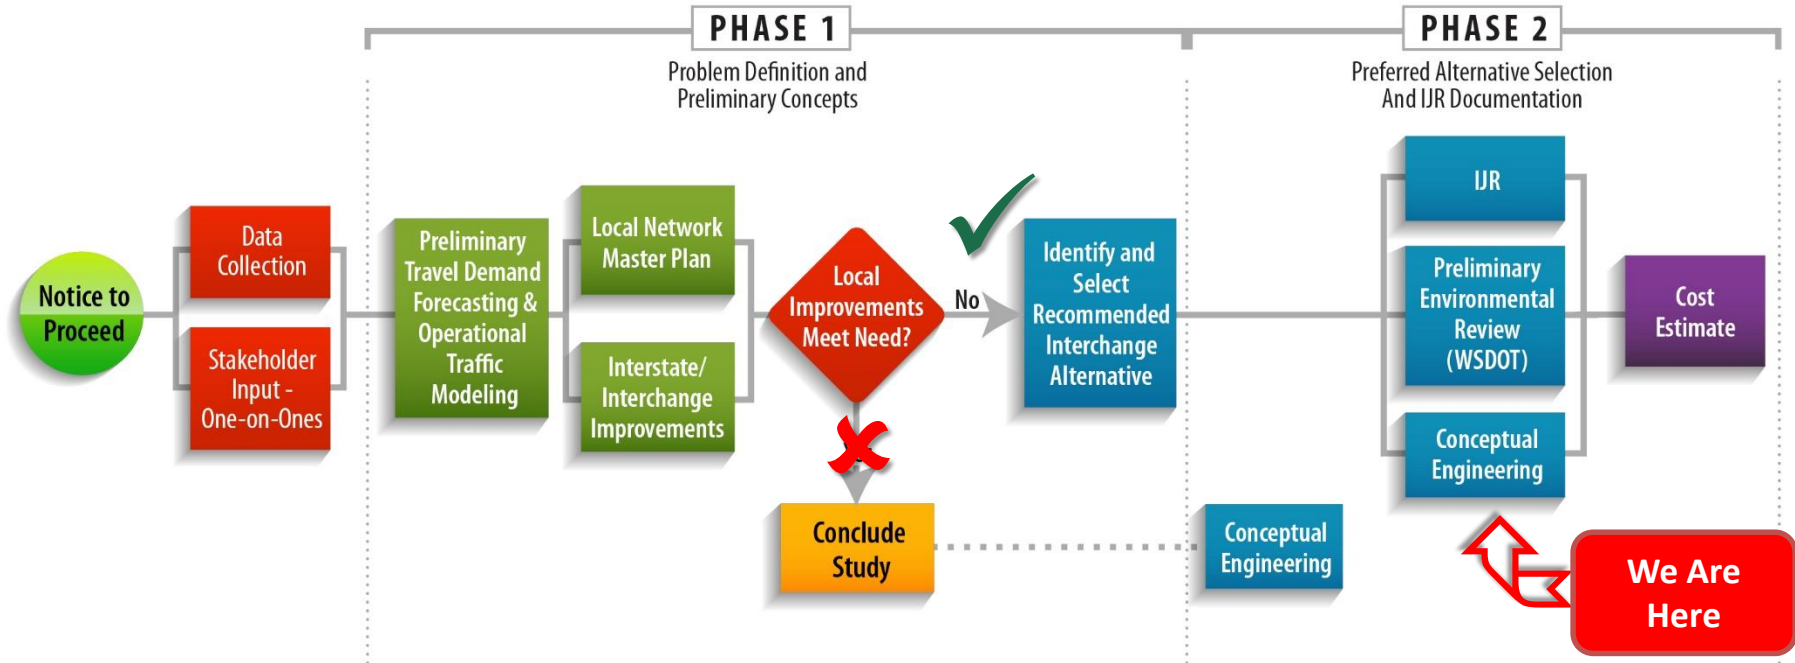 PHASE 1
Problem Definition and
Preliminary Concepts
PHASE 2
Preferred Alternative Selection
And IJR Documentation
Notice to
Proceed
Data
Collection
Stakeholder
Input -
One-on-Ones
Preliminary
Travel Demand
Forecasting &
Operational
Traffic
Modeling
Local Network
Master Plan
Interstate/
Interchange
Improvements
Local
Improvements
Meet Need?
No
Conclude
Study
Identify and
Select
Recommended
Interchange
Alternative
Conceptual
Engineering
IJR
Preliminary
Environmental
Review
(WSDOT)
Conceptual
Engineering
Cost
Estimate
We Are
Here